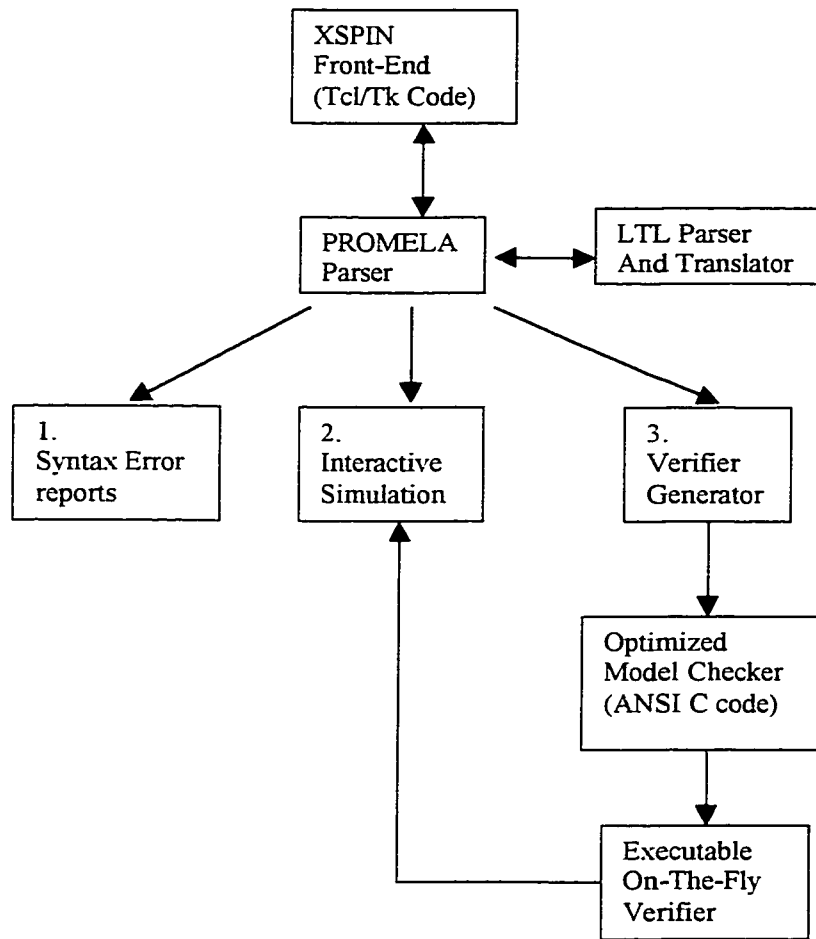 XSPIN
Front-End
(Tcl/Tk Code)
PROMELA
Parser
LTL Parser
And Translator
1.
Syntax Error
reports
2.
Interactive
Simulation
3.
Verifier
Generator
Optimized
Model Checker
(ANSI C code)
Executable
On-The-Fly
Verifier